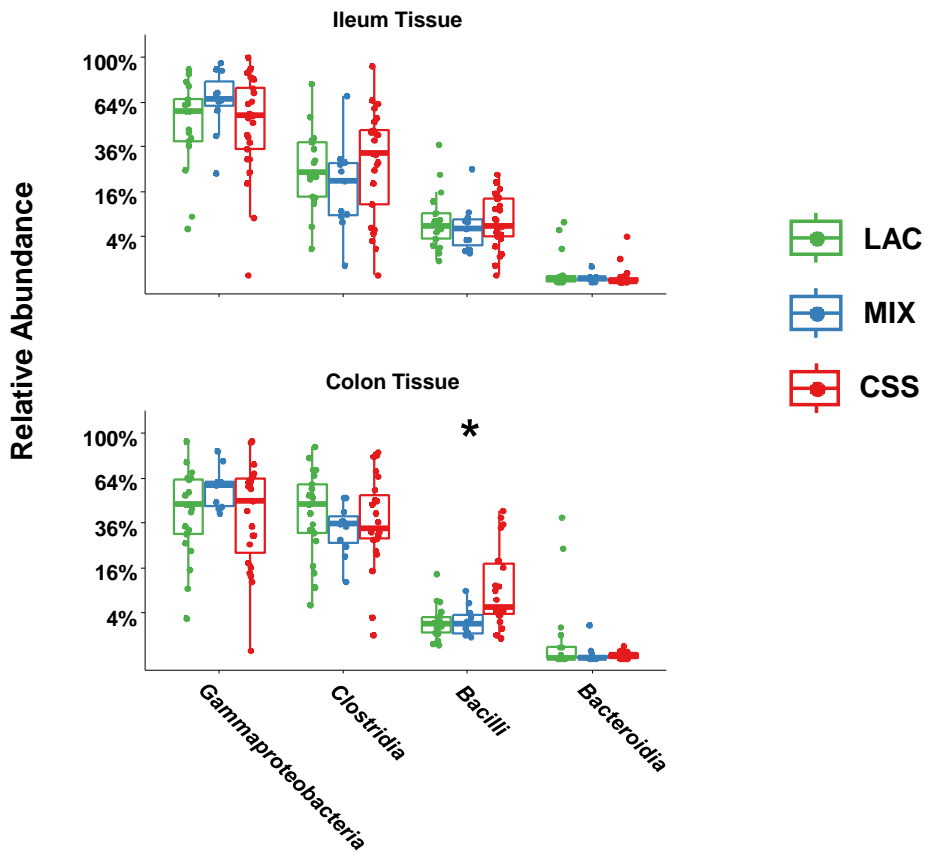 Ileum Tissue
100%
64%
36%
16%
4%
Relative Abundance
LAC
MIX
CSS
Colon Tissue
*
100%
64%
36%
16%
4%
Gammaproteobacteria
Clostridia
Bacilli
Bacteroidia